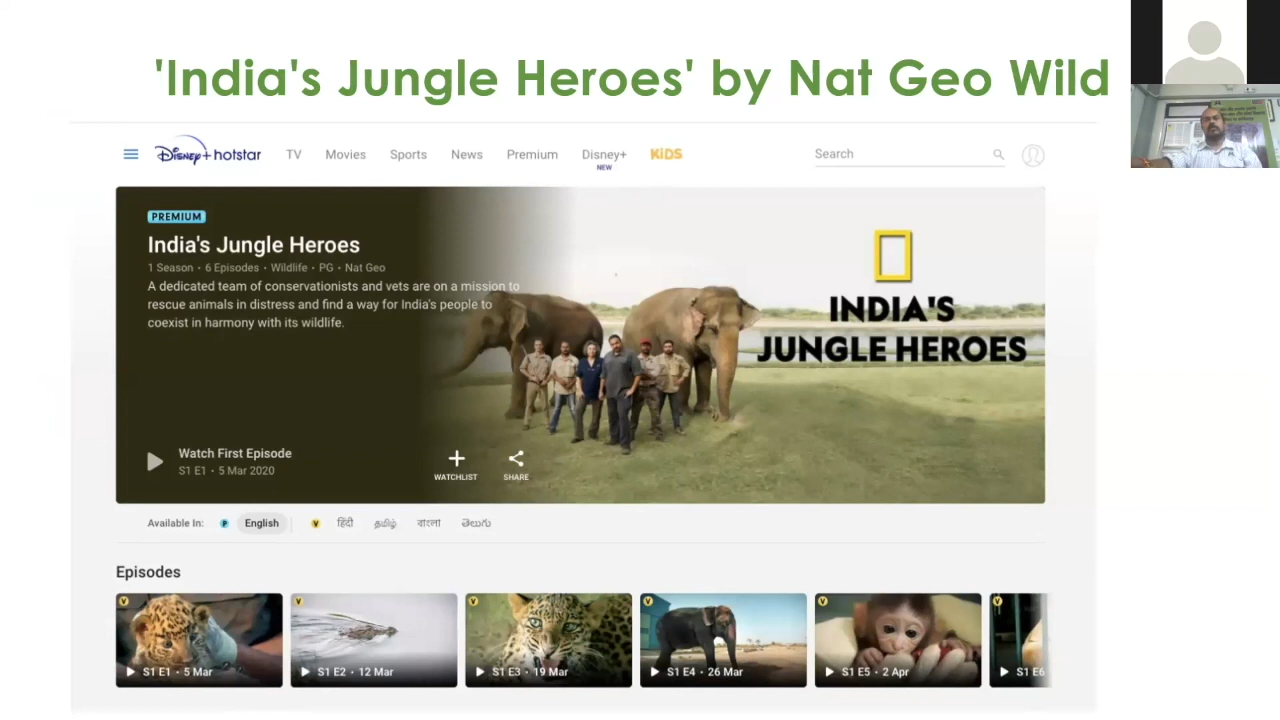 'India's Jungle Heroes' by Nat Geo Wild
Disney+ hotstar TV Movies Sports News Premium Disney+ KiDS Search
NEW
PREMIUM
India's Jungle Heroes
1 Season • 6 Episodes • Wildlife • PG • Nat Geo
A dedicated team of conservationists and vets are on a mission to
rescue animals in distress and find a way for India's people to
coexist in harmony with its wildlife.
INDIA'S
JUNGLE HEROES
Watch First Episode
S1 E1 • 5 Mar 2020
WATCHLIST SHARE
Available In: P English V हिंदी தமிழ் বাংলা తెలుగు
Episodes
V V V V V V
S1 E1 • 5 Mar S1 E2 • 12 Mar S1 E3 • 19 Mar S1 E4 • 26 Mar S1 E5 • 2 Apr S1 E6